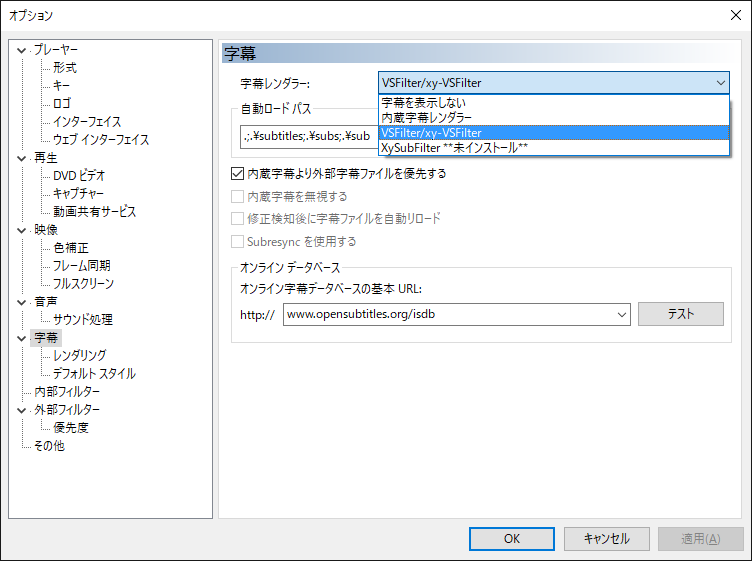 オプション
プレーヤー
形式
キー
ロゴ
インターフェイス
ウェブ インターフェイス
再生
DVD ビデオ
キャプチャー
動画共有サービス
映像
色補正
フレーム同期
フルスクリーン
音声
サウンド処理
字幕
レンダリング
デフォルト スタイル
内部フィルター
外部フィルター
優先度
その他
字幕
字幕レンダラー:
VSFilter/xy-VSFilter
字幕を表示しない
内蔵字幕レンダラー
VSFilter/xy-VSFilter
XySubFilter **未インストール**
自動ロード パス
.;.¥subtitles;.¥subs;.¥sub
内蔵字幕より外部字幕ファイルを優先する
内蔵字幕を無視する
修正検知後に字幕ファイルを自動リロード
Subresync を使用する
オンライン データベース
オンライン字幕データベースの基本 URL:
http://
www.opensubtitles.org/isdb
テスト
OK
キャンセル
適用(A)